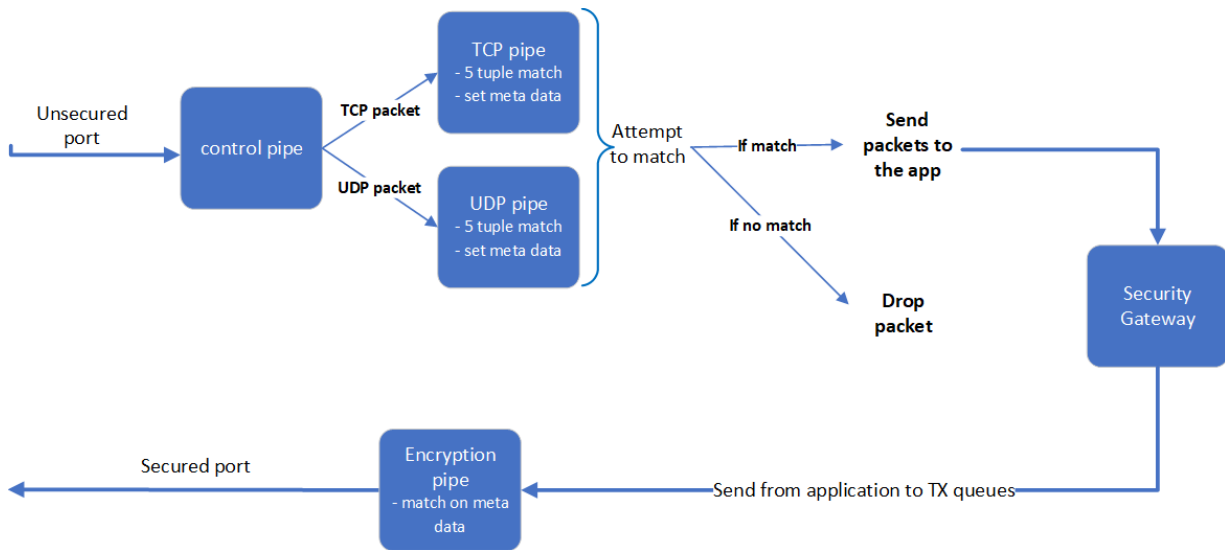 Unsecured
port
control pipe
TCP packet
UDP packet
TCP pipe
- 5 tuple match
- set meta data
UDP pipe
- 5 tuple match
- set meta data
Attempt
to match
If match
If no match
Send
packets to
the app
Drop
packet
Security
Gateway
Send from application to TX queues
Encryption
pipe
- match on meta
data
Secured port